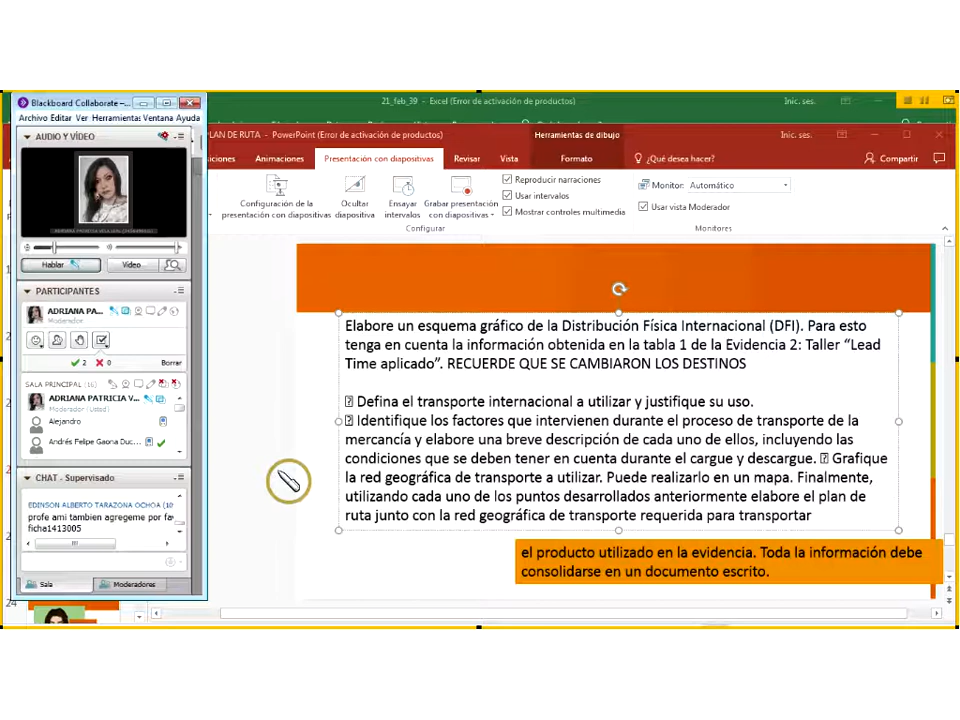 Blackboard Collaborate –...
Archivo Editar Ver Herramientas Ventana Ayuda
AUDIO Y VÍDEO
Hablar
Vídeo
PARTICIPANTES
ADRIANA PA...
Moderador
2
0
Borrar
SALA PRINCIPAL (16)
ADRIANA PATRICIA V...
Moderador (Usted)
Alejandro
Andrés Felipe Gaona Duc...
CHAT - Supervisado
EDINSON ALBERTO TARAZONA OCHOA (10
profe ami tambien agregeme por fa
ficha1413005
Sala
Moderadores
21_feb_39 - Excel (Error de activación de productos)
Inic. ses.
PLAN DE RUTA - PowerPoint (Error de activación de productos)
Herramientas de dibujo
Inic. ses.
iciones
Animaciones
Presentación con diapositivas
Revisar
Vista
Formato
¿Qué desea hacer?
Compartir
Configuración de la
presentación con diapositivas
Ocultar
diapositiva
Ensayar
intervalos
Grabar presentación
con diapositivas
Reproducir narraciones
Usar intervalos
Mostrar controles multimedia
Configurar
Monitor:
Automático
Usar vista Moderador
Monitores
Elabore un esquema gráfico de la Distribución Física Internacional (DFI). Para esto
tenga en cuenta la información obtenida en la tabla 1 de la Evidencia 2: Taller “Lead
Time aplicado”. RECUERDE QUE SE CAMBIARON LOS DESTINOS
Defina el transporte internacional a utilizar y justifique su uso.
Identifique los factores que intervienen durante el proceso de transporte de la
mercancía y elabore una breve descripción de cada uno de ellos, incluyendo las
condiciones que se deben tener en cuenta durante el cargue y descargue. Grafique
la red geográfica de transporte a utilizar. Puede realizarlo en un mapa. Finalmente,
utilizando cada uno de los puntos desarrollados anteriormente elabore el plan de
ruta junto con la red geográfica de transporte requerida para transportar
el producto utilizado en la evidencia. Toda la información debe
consolidarse en un documento escrito.
24